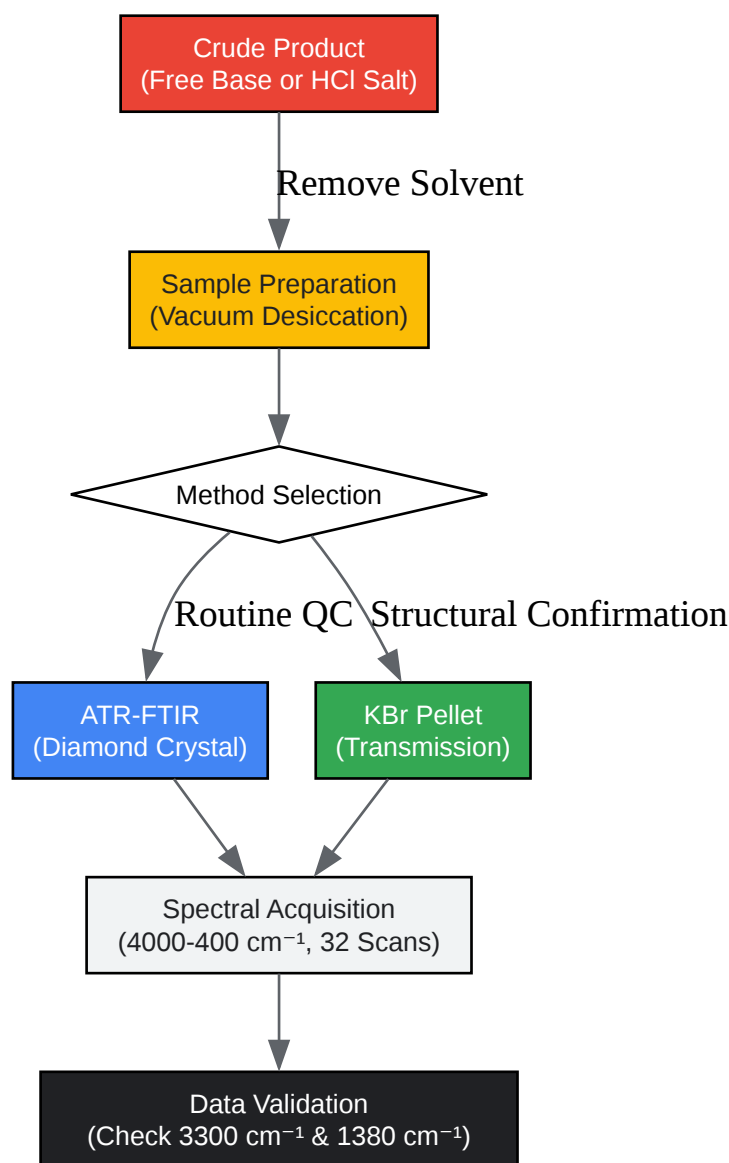 Crude Product
(Free Base or HCl Salt)
Remove Solvent
Sample Preparation
(Vacuum Desiccation)
Method Selection
Routine QC
Structural Confirmation
ATR-FTIR
(Diamond Crystal)
KBr Pellet
(Transmission)
Spectral Acquisition
(4000-400 cm⁻¹, 32 Scans)
Data Validation
(Check 3300 cm⁻¹ & 1380 cm⁻¹)